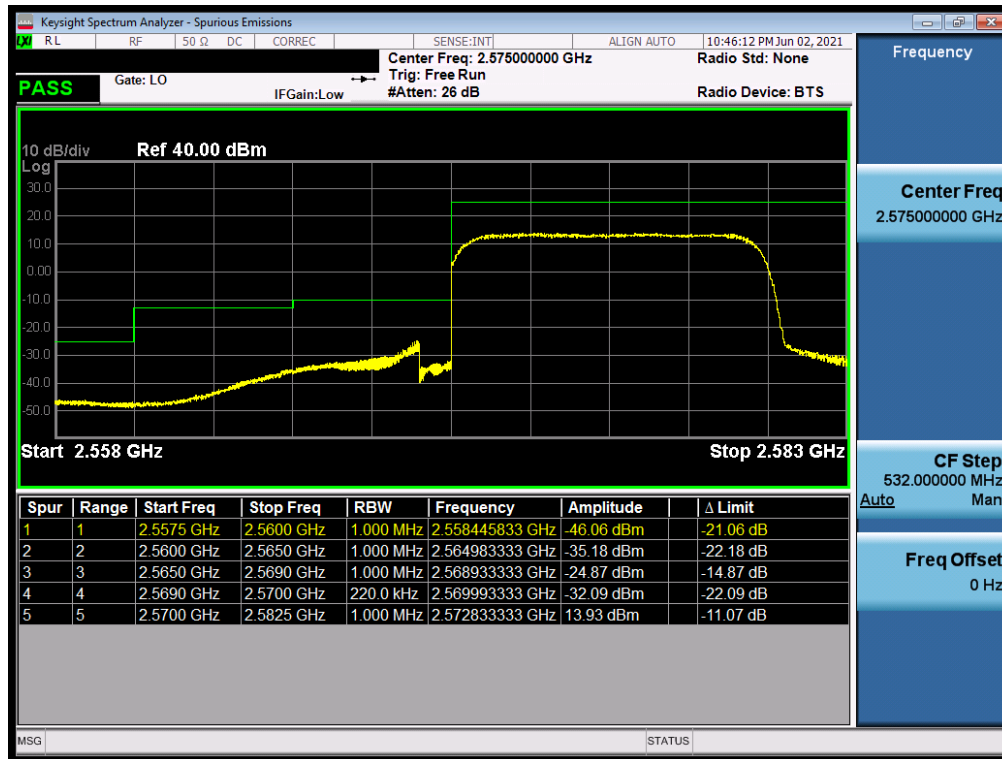 Keysight Spectrum Analyzer - Spurious Emissions
LXI RL RF 50 Ω DC CORREC SENSE:INT ALIGN AUTO 10:46:12 PM Jun 02, 2021
Center Freq: 2.575000000 GHz Radio Std: None
Trig: Free Run
PASS Gate: LO IFGain:Low #Atten: 26 dB Radio Device: BTS
10 dB/div Ref 40.00 dBm
Log
30.0
20.0
10.0
0.00
-10.0
-20.0
-30.0
-40.0
-50.0
Start 2.558 GHz Stop 2.583 GHz
Spur Range Start Freq Stop Freq RBW Frequency Amplitude Δ Limit
1 1 2.5575 GHz 2.5600 GHz 1.000 MHz 2.558445833 GHz -46.06 dBm -21.06 dB
2 2 2.5600 GHz 2.5650 GHz 1.000 MHz 2.564983333 GHz -35.18 dBm -22.18 dB
3 3 2.5650 GHz 2.5690 GHz 1.000 MHz 2.568933333 GHz -24.87 dBm -14.87 dB
4 4 2.5690 GHz 2.5700 GHz 220.0 kHz 2.569993333 GHz -32.09 dBm -22.09 dB
5 5 2.5700 GHz 2.5825 GHz 1.000 MHz 2.572833333 GHz 13.93 dBm -11.07 dB
MSG STATUS
Frequency
Center Freq
2.575000000 GHz
CF Step
532.000000 MHz
Auto Man
Freq Offset
0 Hz